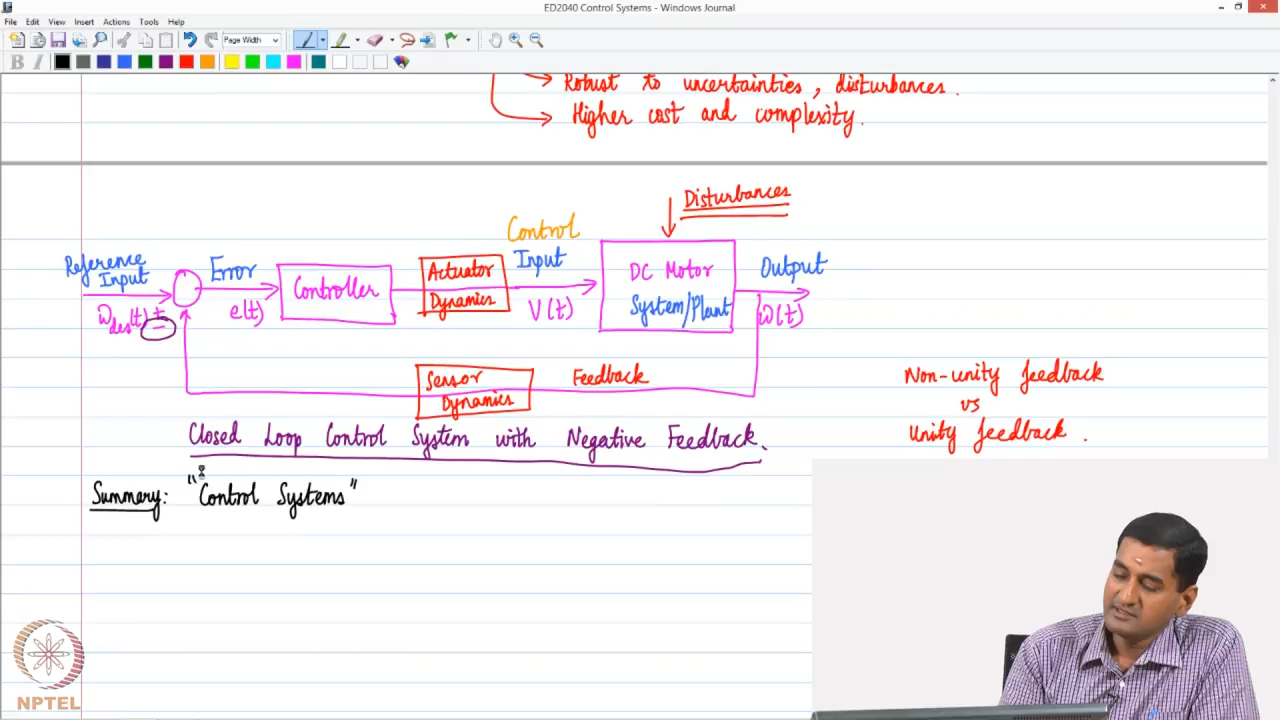 ED2040 Control Systems - Windows Journal
File Edit View Insert Actions Tools Help
Page Width
B I
Robust to uncertainties, disturbances.
Higher cost and complexity.
Disturbances
Control
Input
Reference
Input
Error
Controller
Actuator
Dynamics
DC Motor
System/Plant
Output
ω_des(t) +
−
e(t)
V(t)
ω(t)
Sensor
Dynamics
Feedback
Non-unity feedback
vs
Unity feedback.
Closed Loop Control System with Negative Feedback.
Summary: "Control Systems"
NPTEL